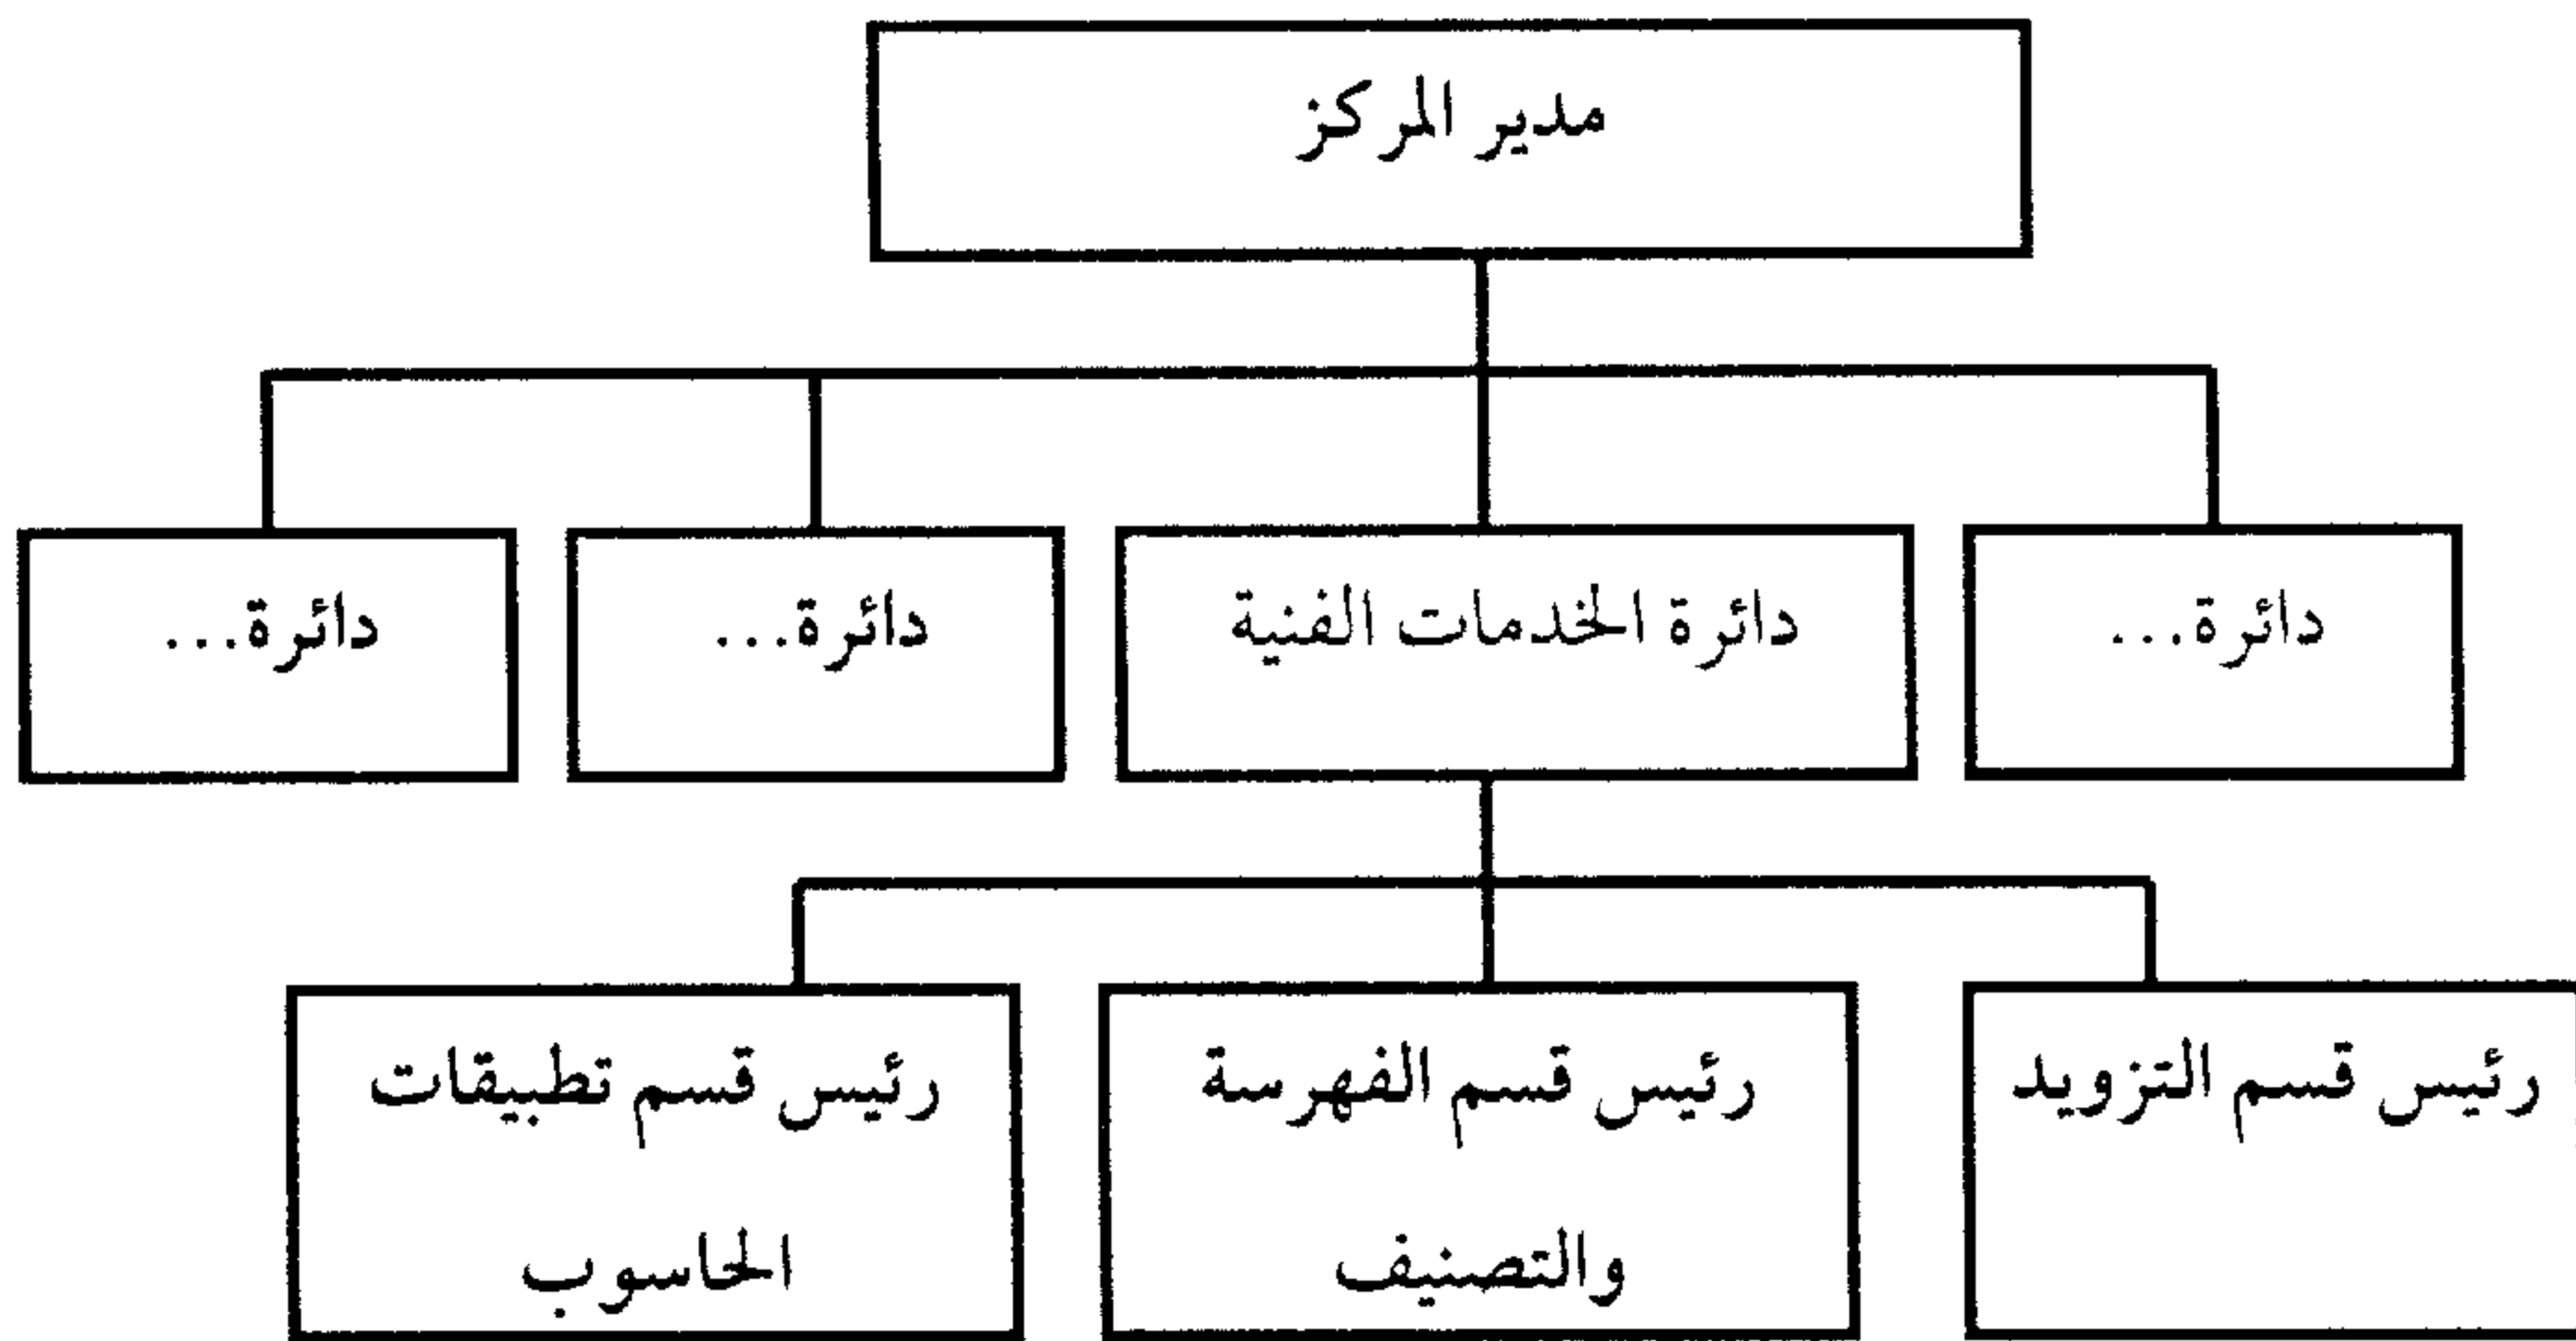 مدير المركز
دائرة...
دائرة الخدمات الفنية
دائرة...
دائرة...
رئيس قسم التزويد
رئيس قسم الفهرسة
والتصنيف
رئيس قسم تطبيقات
الحاسوب